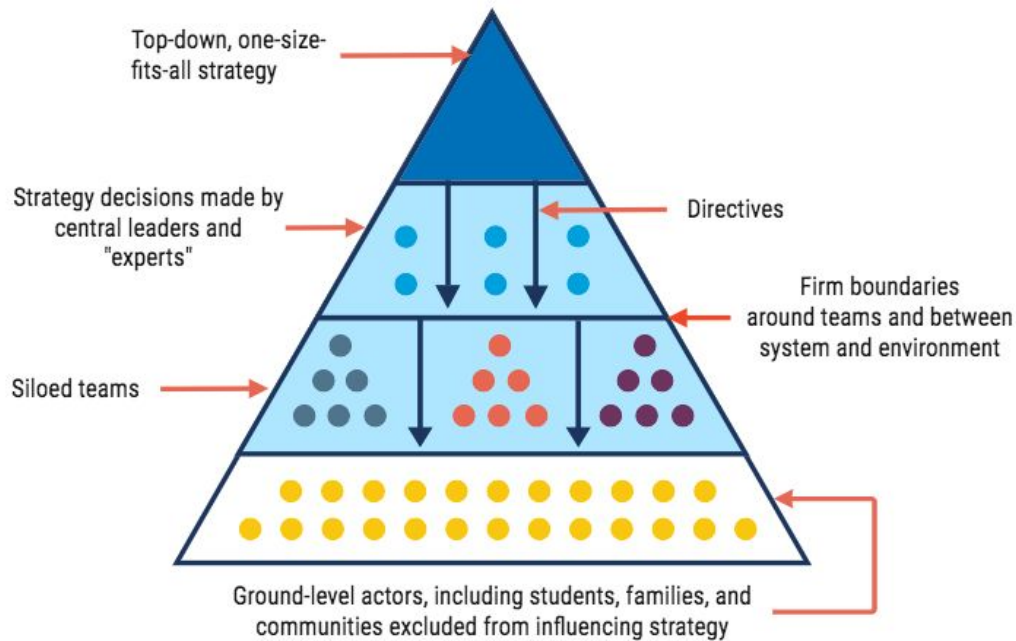 Top-down, one-size-
fits-all strategy
Strategy decisions made by
central leaders and
"experts"
Directives
Firm boundaries
around teams and between
system and environment
Siloed teams
Ground-level actors, including students, families, and
communities excluded from influencing strategy